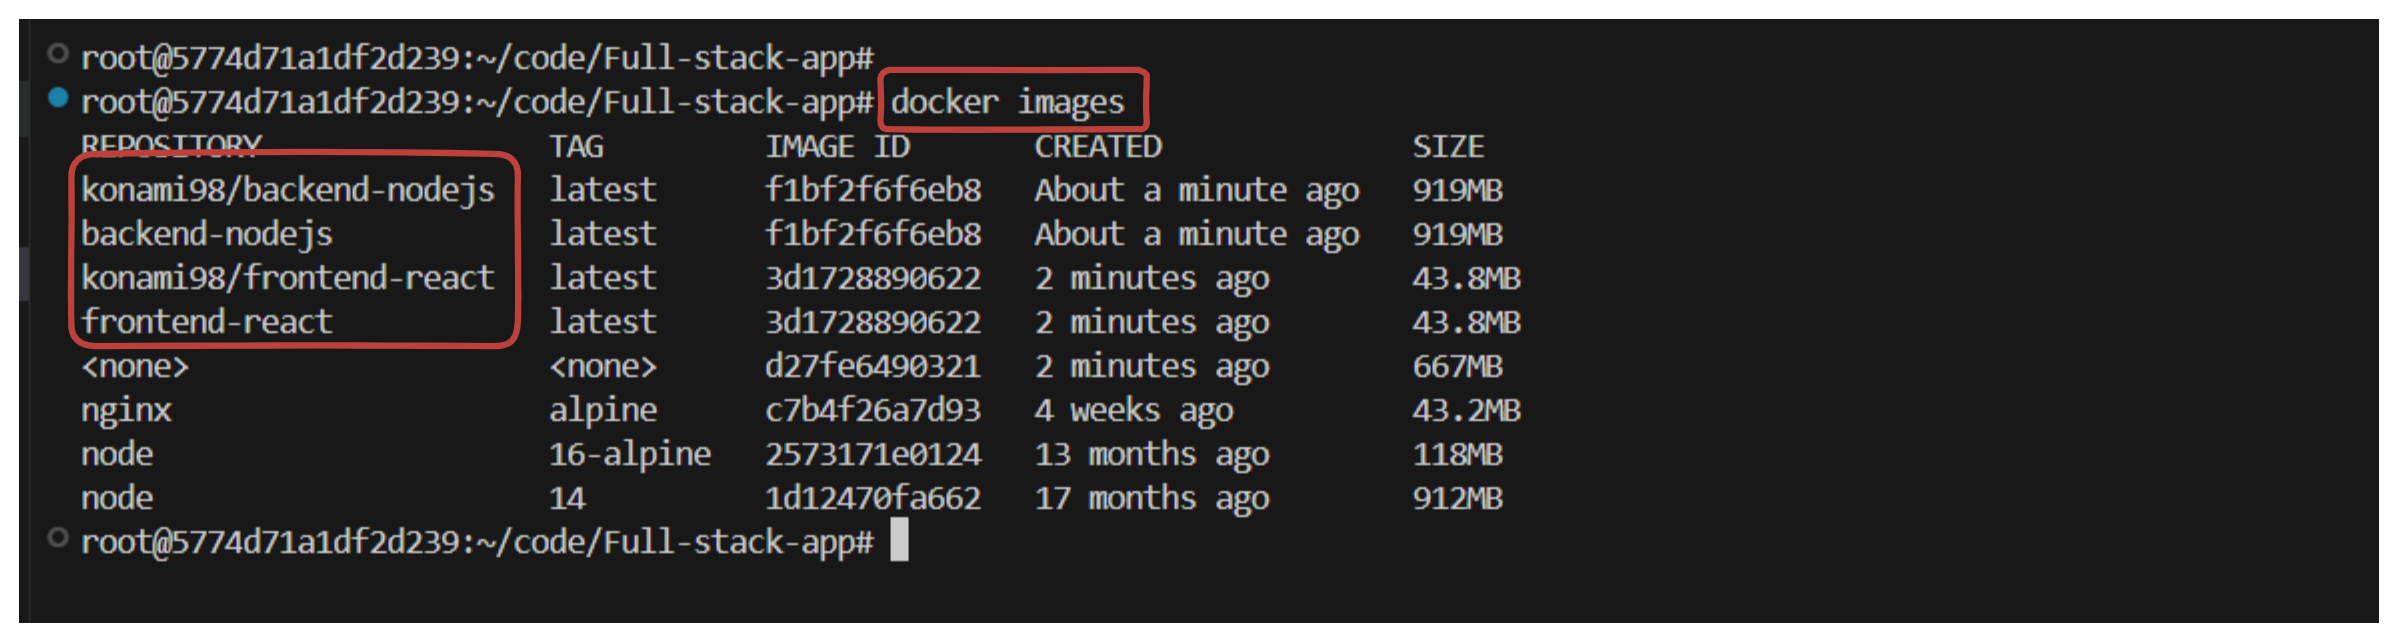 root@5774d71a1df2d239:~/code/Full-stack-app#
root@5774d71a1df2d239:~/code/Full-stack-app# docker images
REPOSITORY TAG IMAGE ID CREATED SIZE
konami98/backend-nodejs latest f1bf2f6f6eb8 About a minute ago 919MB
backend-nodejs latest f1bf2f6f6eb8 About a minute ago 919MB
konami98/frontend-react latest 3d1728890622 2 minutes ago 43.8MB
frontend-react latest 3d1728890622 2 minutes ago 43.8MB
<none> <none> d27fe6490321 2 minutes ago 667MB
nginx alpine c7b4f26a7d93 4 weeks ago 43.2MB
node 16-alpine 2573171e0124 13 months ago 118MB
node 14 1d12470fa662 17 months ago 912MB
root@5774d71a1df2d239:~/code/Full-stack-app#